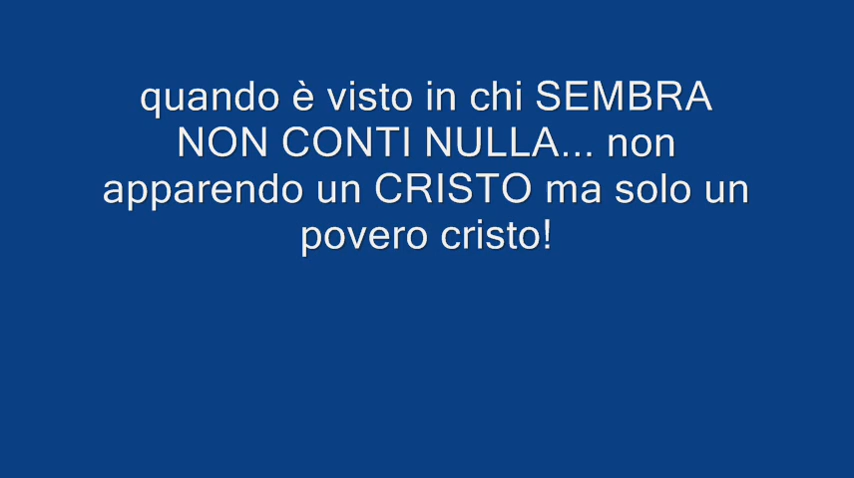 quando è visto in chi SEMBRA
NON CONTI NULLA... non
apparendo un CRISTO ma solo un
povero cristo!